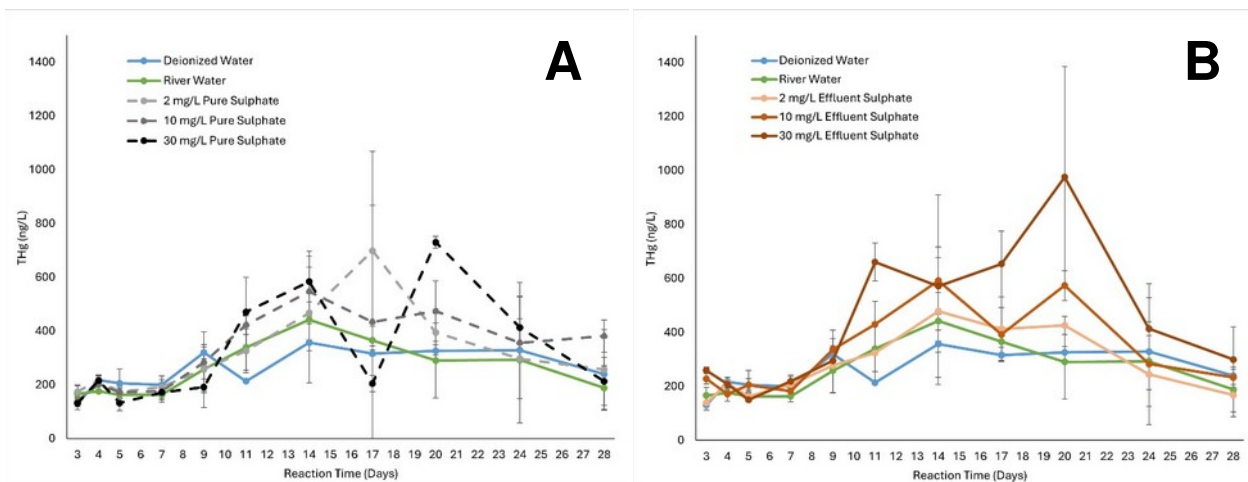 A
Deionized Water
River Water
2 mg/L Pure Sulphate
10 mg/L Pure Sulphate
30 mg/L Pure Sulphate
THg (ng/L)
1400
1200
1000
800
600
400
200
0
3 4 5 6 7 8 9 10 11 12 13 14 15 16 17 18 19 20 21 22 23 24 25 26 27 28
Reaction Time (Days)
B
Deionized Water
River Water
2 mg/L Effluent Sulphate
10 mg/L Effluent Sulphate
30 mg/L Effluent Sulphate
THg (ng/L)
1400
1200
1000
800
600
400
200
0
3 4 5 6 7 8 9 10 11 12 13 14 15 16 17 18 19 20 21 22 23 24 25 26 27 28
Reaction Time (Days)